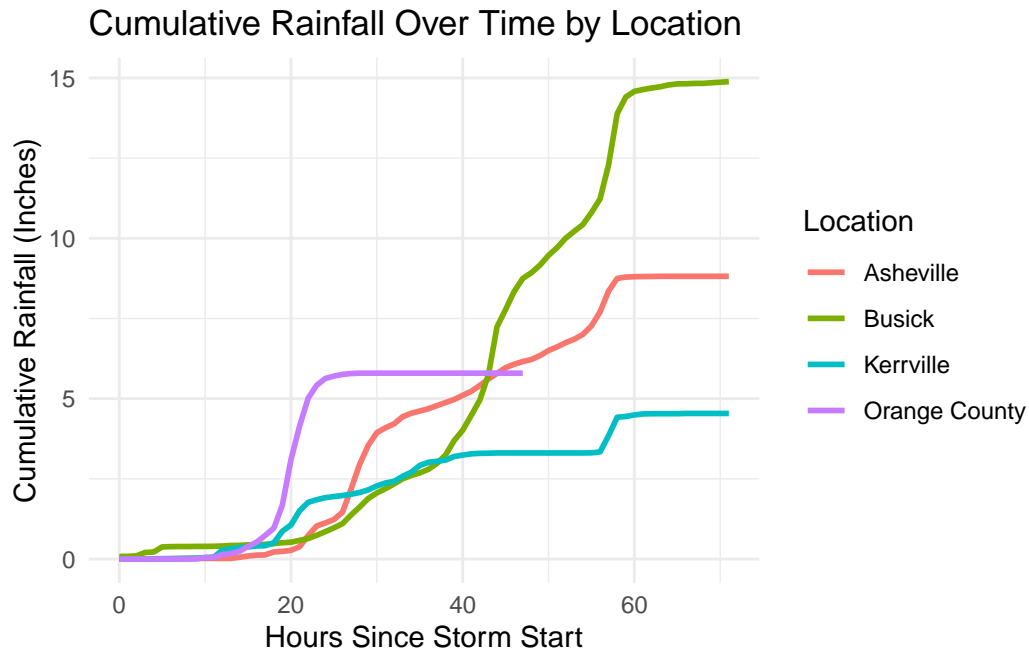 Cumulative Rainfall Over Time by Location
Cumulative Rainfall (Inches)
15
10
5
0
0 20 40 60
Hours Since Storm Start
Location
Asheville
Busick
Kerrville
Orange County